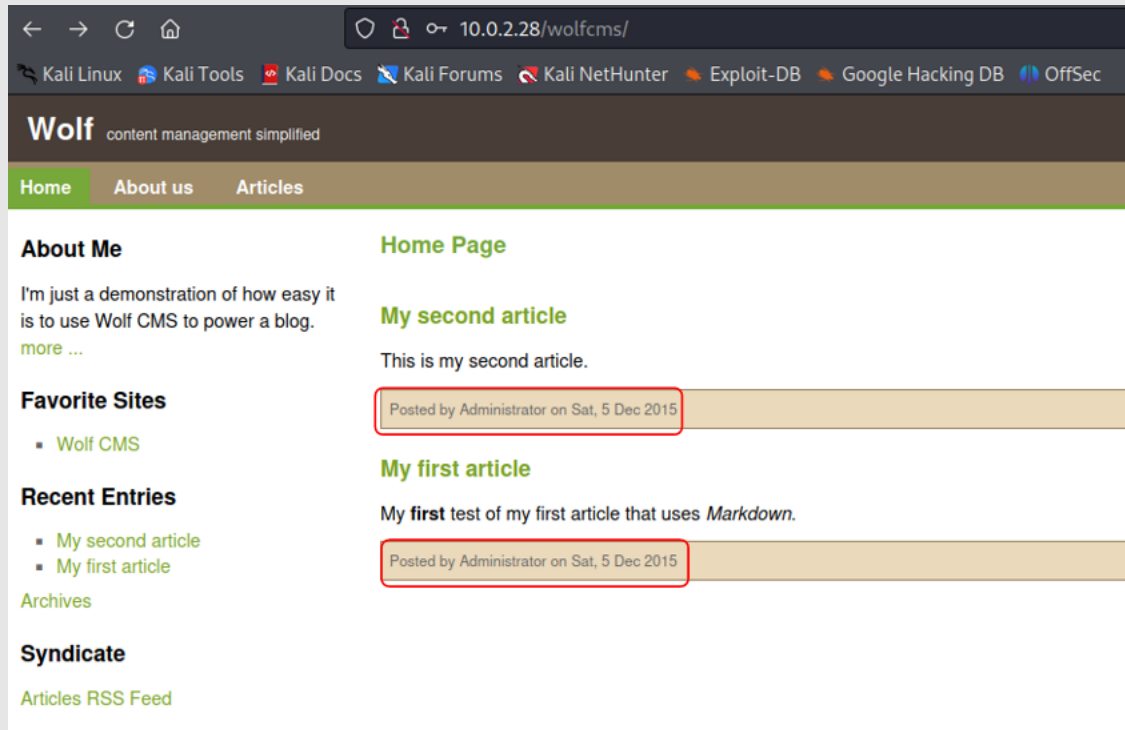 10.0.2.28/wolfcms/
Kali Linux Kali Tools Kali Docs Kali Forums Kali NetHunter Exploit-DB Google Hacking DB OffSec
Wolf content management simplified
Home About us Articles
About Me
I'm just a demonstration of how easy it
is to use Wolf CMS to power a blog.
more ...
Favorite Sites
Wolf CMS
Recent Entries
My second article
My first article
Archives
Syndicate
Articles RSS Feed
Home Page
My second article
This is my second article.
Posted by Administrator on Sat, 5 Dec 2015
My first article
My first test of my first article that uses Markdown.
Posted by Administrator on Sat, 5 Dec 2015